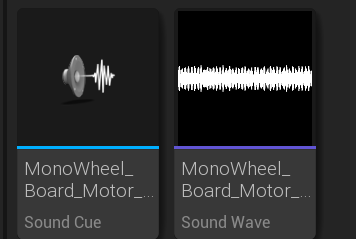 MonoWheel_
Board_Motor_...
Sound Cue
MonoWheel_
Board_Motor_...
Sound Wave